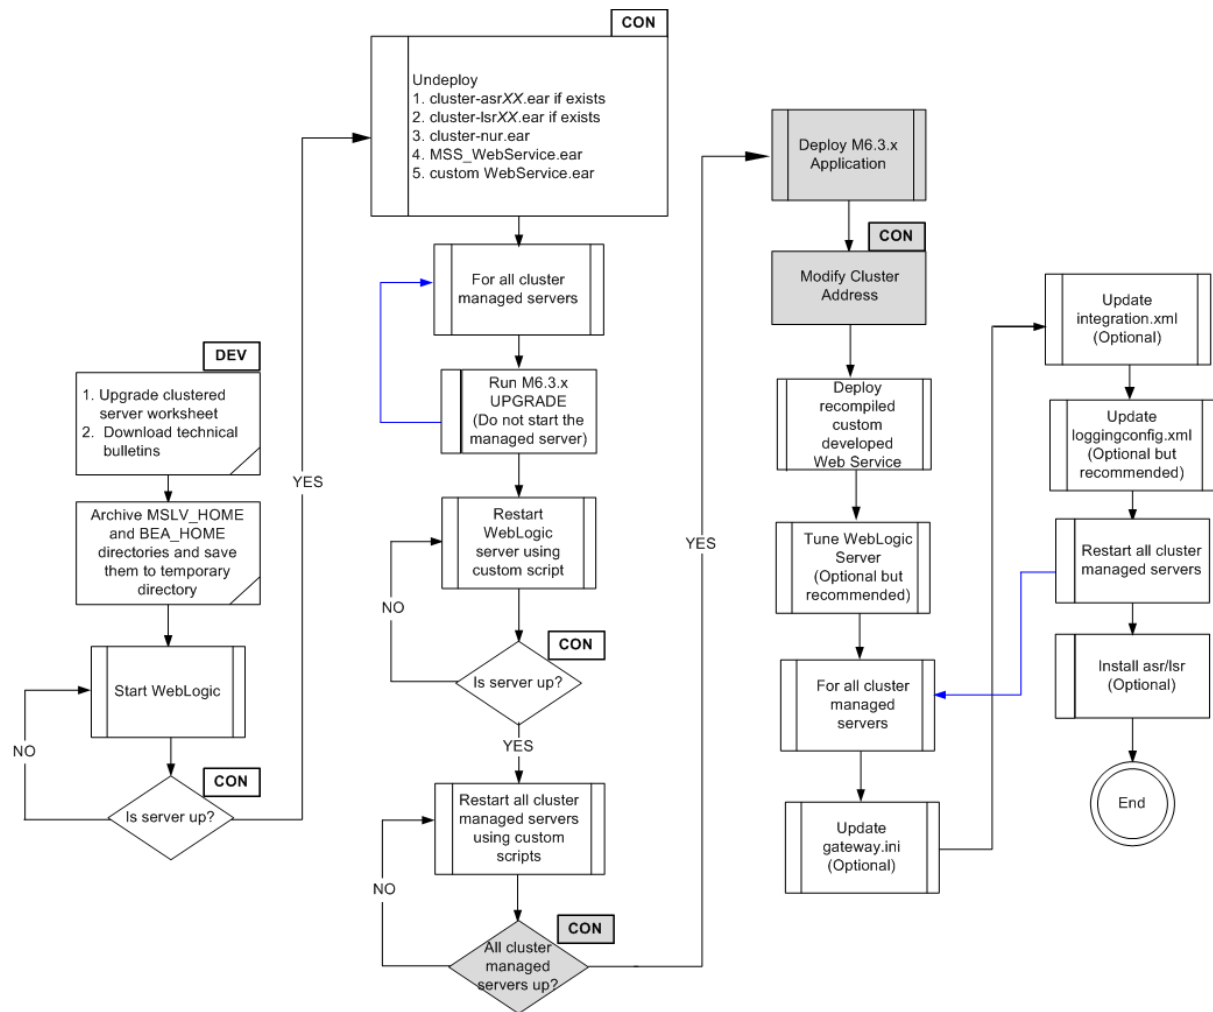 DEV
1. Upgrade clustered
server worksheet
2. Download technical
bulletins
Archive MSLV_HOME
and BEA_HOME
directories and save
them to temporary
directory
Start WebLogic
NO
CON
Is server up?
YES
CON
Undeploy
1. cluster-asrXX.ear if exists
2. cluster-lsrXX.ear if exists
3. cluster-nur.ear
4. MSS_WebService.ear
5. custom WebService.ear
For all cluster
managed servers
Run M6.3.x
UPGRADE
(Do not start the
managed server)
Restart
WebLogic
server using
custom script
NO
CON
Is server up?
YES
Restart all cluster
managed servers
using custom
scripts
NO
CON
All cluster
managed
servers up?
YES
Deploy M6.3.x
Application
CON
Modify Cluster
Address
Deploy
recompiled
custom
developed
Web Service
Tune WebLogic
Server
(Optional but
recommended)
For all cluster
managed
servers
Update
gateway.ini
(Optional)
Update
integration.xml
(Optional)
Update
loggingconfig.xml
(Optional but
recommended)
Restart all cluster
managed servers
Install asr/lsr
(Optional)
End